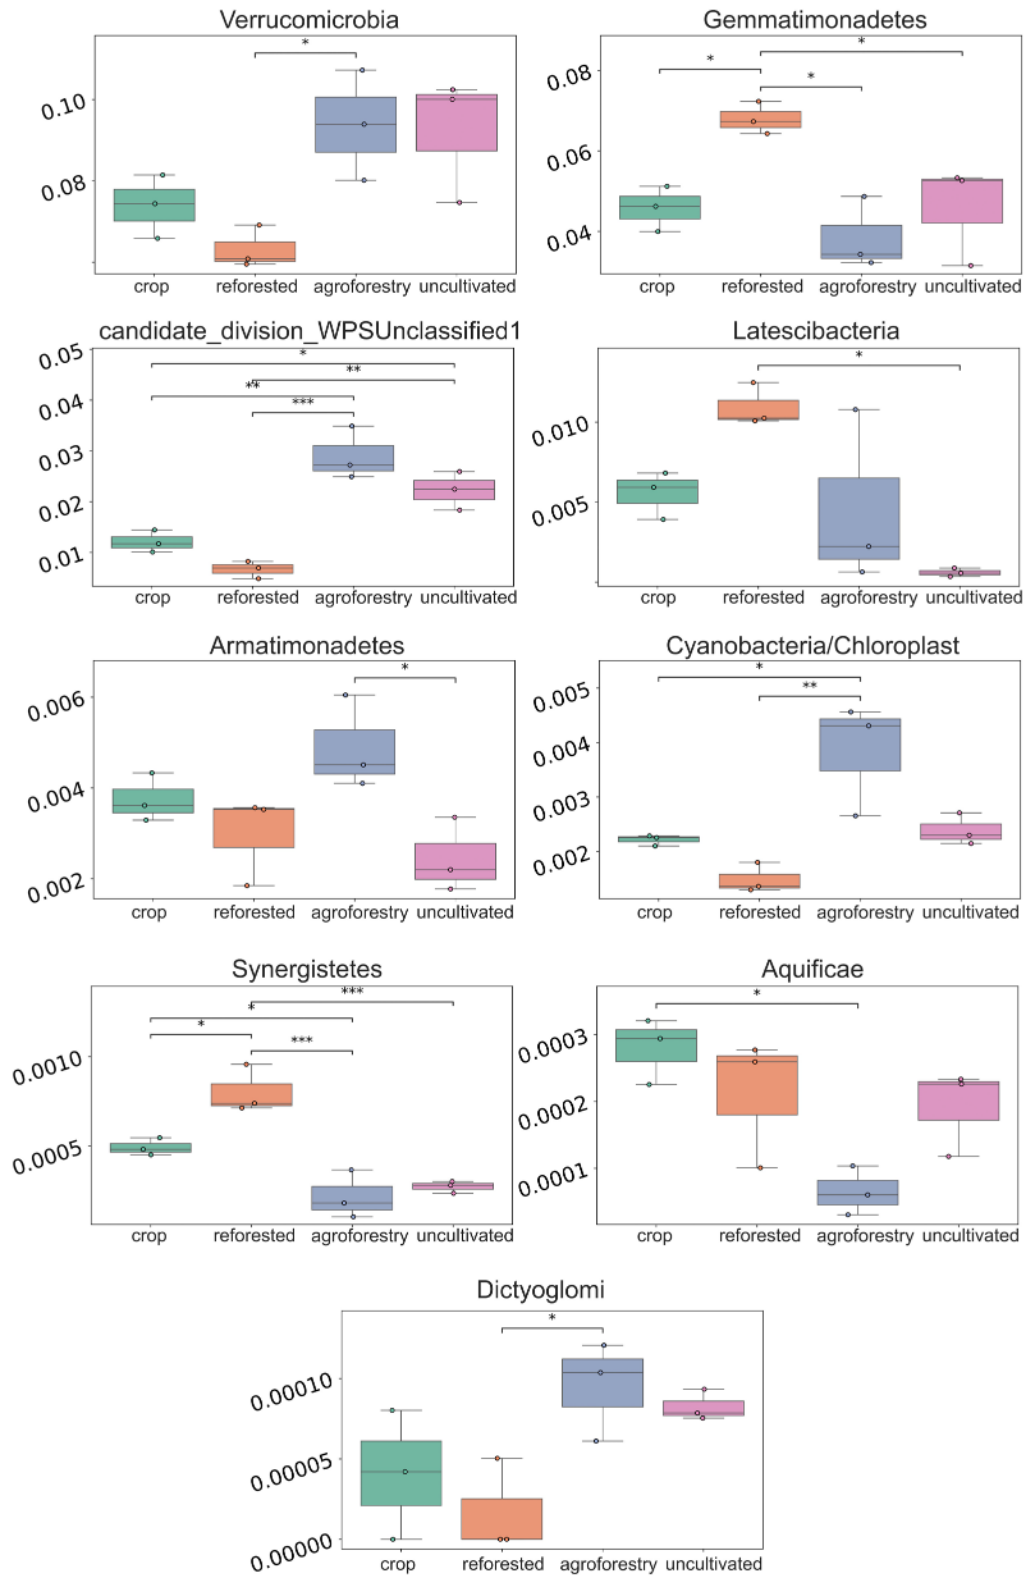 Verrucomicrobia
*
0.10
0.08
crop reforested agroforestry uncultivated
Gemmatimonadetes
*
*
*
0.08
0.06
0.04
crop reforested agroforestry uncultivated
candidate_division_WPSUnclassified1
*
**
**
***
0.05
0.04
0.03
0.02
0.01
crop reforested agroforestry uncultivated
Latescibacteria
*
0.010
0.005
crop reforested agroforestry uncultivated
Armatimonadetes
*
0.006
0.004
0.002
crop reforested agroforestry uncultivated
Cyanobacteria/Chloroplast
*
**
0.005
0.004
0.003
0.002
crop reforested agroforestry uncultivated
Synergistetes
***
*
*
***
0.0010
0.0005
crop reforested agroforestry uncultivated
Aquificae
*
0.0003
0.0002
0.0001
crop reforested agroforestry uncultivated
Dictyoglomi
*
0.00010
0.00005
0.00000
crop reforested agroforestry uncultivated